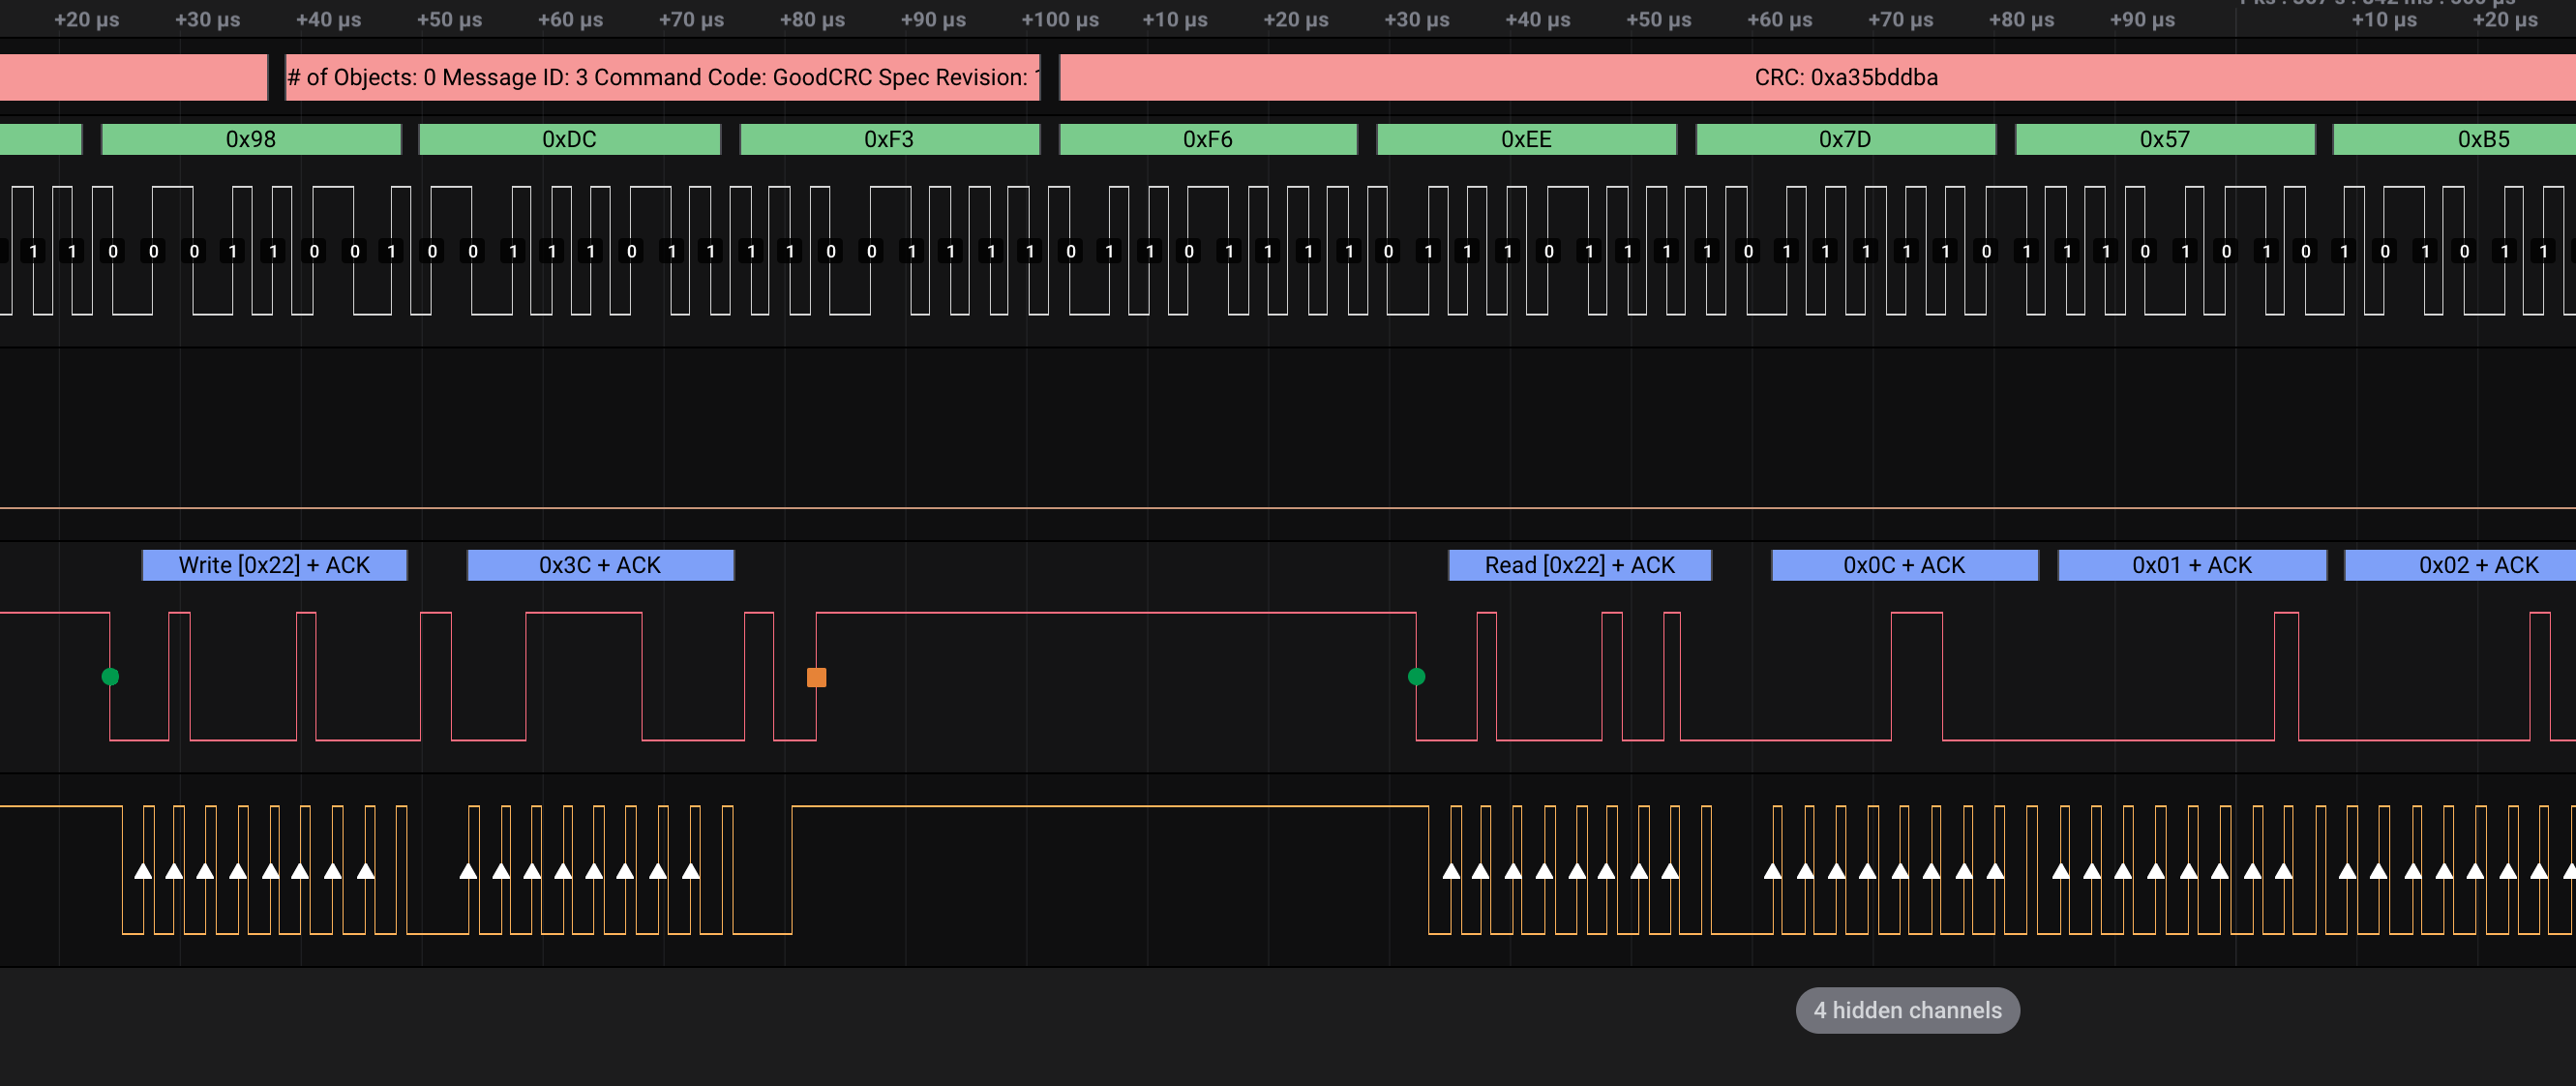 +20 µs +30 µs +40 µs +50 µs +60 µs +70 µs +80 µs +90 µs +100 µs +10 µs +20 µs +30 µs +40 µs +50 µs +60 µs +70 µs +80 µs +90 µs +10 µs +20 µs
# of Objects: 0 Message ID: 3 Command Code: GoodCRC Spec Revision: CRC: 0xa35bddba
0x98 0xDC 0xF3 0xF6 0xEE 0x7D 0x57 0xB5
1 1 0 0 0 1 1 0 0 1 0 0 1 1 1 0 1 1 1 1 0 0 1 1 1 1 0 1 1 0 1 1 1 1 0 1 1 1 0 1 1 1 1 0 1 1 1 1 1 0 1 1 1 0 1 0 1 0 1 0 1 0 1 1
Write [0x22] + ACK 0x3C + ACK Read [0x22] + ACK 0x0C + ACK 0x01 + ACK 0x02 + ACK
4 hidden channels